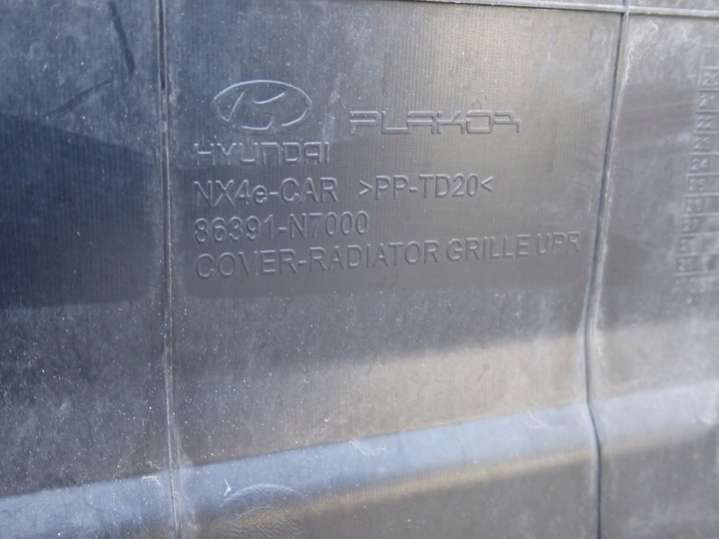 PLAKOR
HYUNDAI
NX4e-CAR >PP-TD20<
86391-N7000
COVER-RADIATOR GRILLE UPR